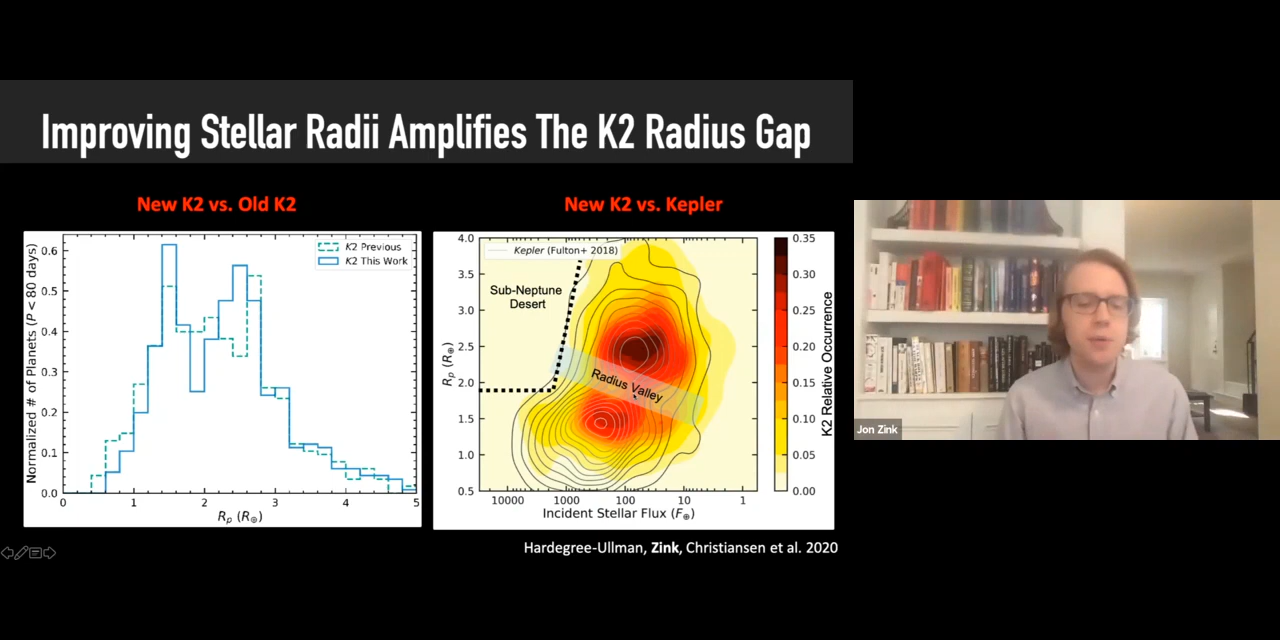 Improving Stellar Radii Amplifies The K2 Radius Gap
New K2 vs. Old K2
New K2 vs. Kepler
Normalized # of Planets (P < 80 days)
0.6
0.5
0.4
0.3
0.2
0.1
0.0
0
1
2
3
4
5
Rp (R⊕)
K2 Previous
K2 This Work
Rp (R⊕)
4.0
3.5
3.0
2.5
2.0
1.5
1.0
0.5
Kepler (Fulton+ 2018)
Sub-Neptune
Desert
Radius Valley
10000
1000
100
10
1
Incident Stellar Flux (F⊕)
0.35
0.30
0.25
0.20
0.15
0.10
0.05
0.00
K2 Relative Occurrence
Hardegree-Ullman, Zink, Christiansen et al. 2020
Jon Zink